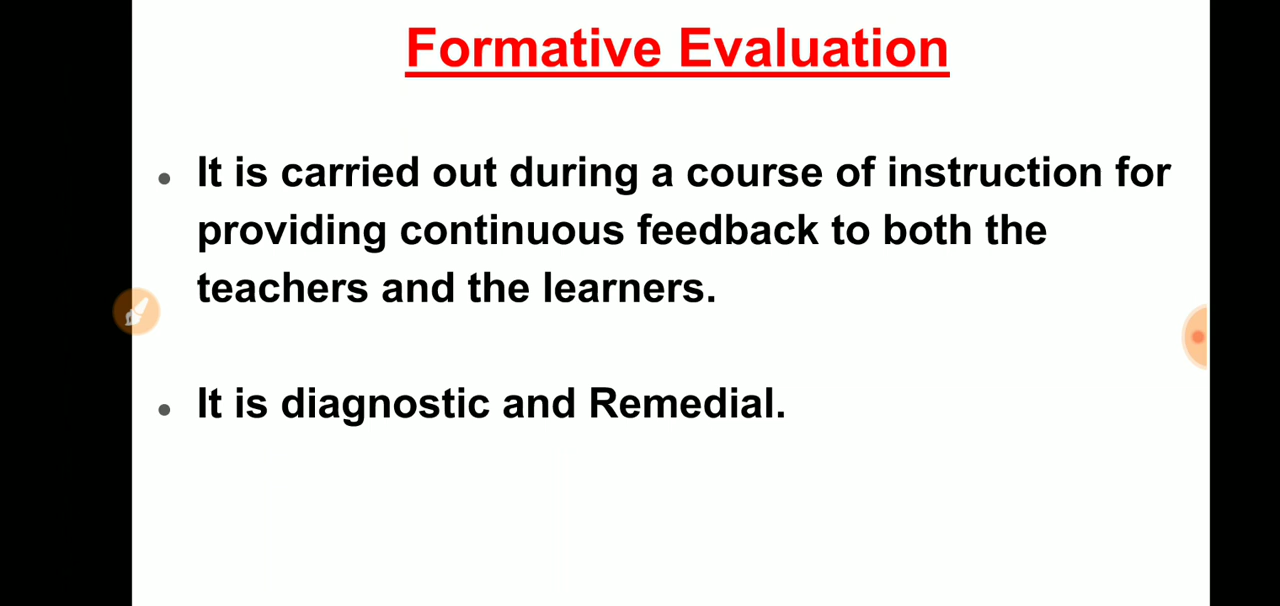 Formative Evaluation
• It is carried out during a course of instruction for
providing continuous feedback to both the
teachers and the learners.
• It is diagnostic and Remedial.